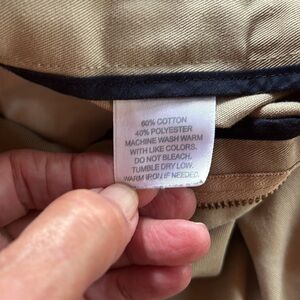 60% COTTON
40% POLYESTER
MACHINE WASH WARM
WITH LIKE COLORS.
DO NOT BLEACH.
TUMBLE DRY LOW.
WARM IRON IF NEEDED.